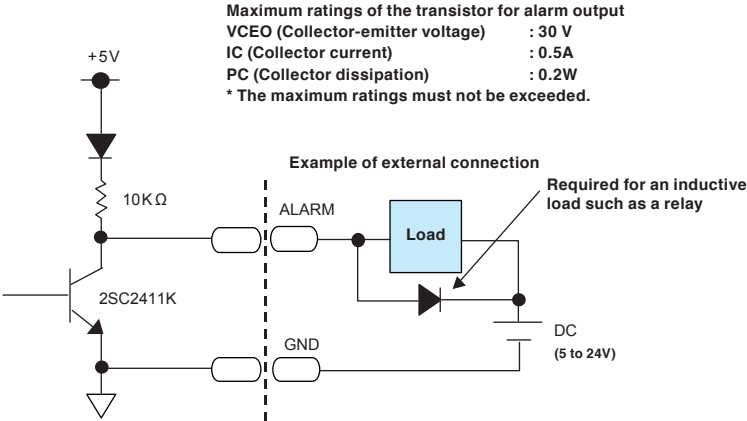 Maximum ratings of the transistor for alarm output
VCEO (Collector-emitter voltage) : 30 V
IC (Collector current) : 0.5A
PC (Collector dissipation) : 0.2W
* The maximum ratings must not be exceeded.
+5V
Example of external connection
Required for an inductive
load such as a relay
10KΩ
ALARM
Load
2SC2411K
GND
DC
(5 to 24V)